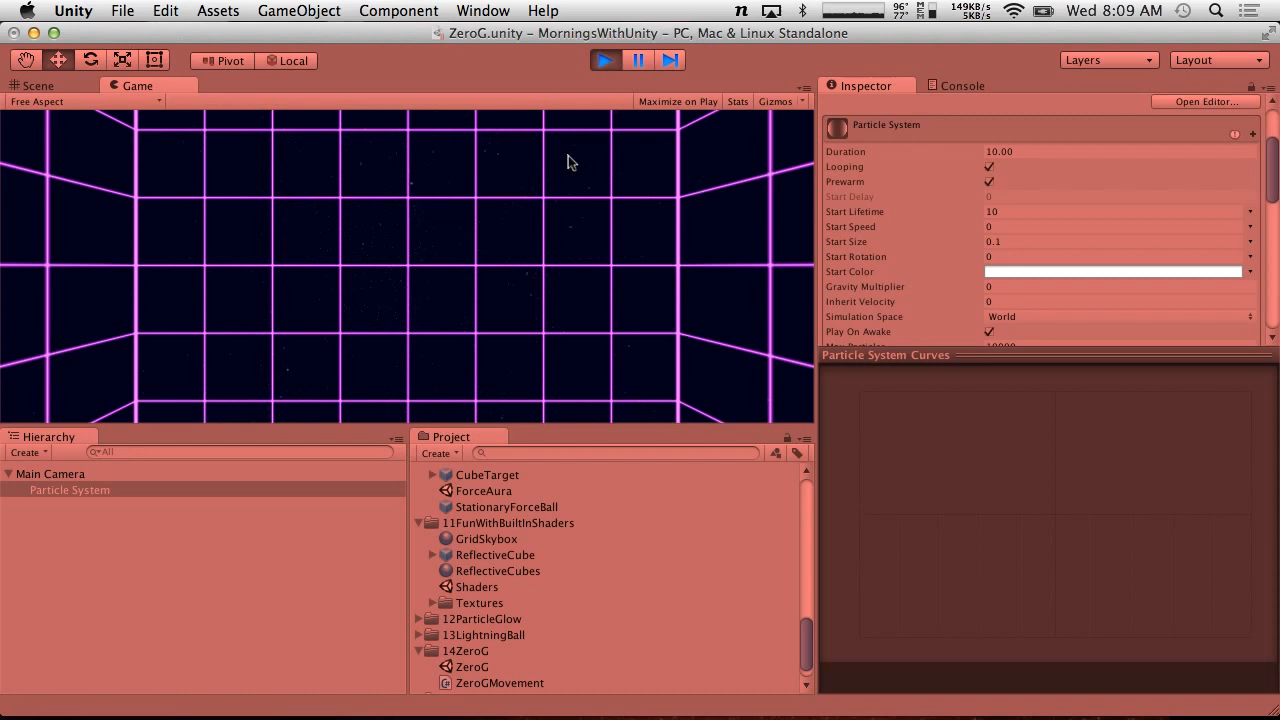 Unity File Edit Assets GameObject Component Window Help n 96° 77° 149KB/s 5KB/s Wed 8:09 AM
ZeroG.unity – MorningsWithUnity – PC, Mac & Linux Standalone
Pivot Local Layers Layout
Scene Game Inspector Console
Free Aspect Maximize on Play Stats Gizmos Open Editor...
Particle System
Duration 10.00
Looping
Prewarm
Start Delay 0
Start Lifetime 10
Start Speed 0
Start Size 0.1
Start Rotation 0
Start Color
Gravity Multiplier 0
Inherit Velocity 0
Simulation Space World
Play On Awake
Max Particles 10000
Particle System Curves
Hierarchy
Create All
Main Camera
Particle System
Project
Create
CubeTarget
ForceAura
StationaryForceBall
11FunWithBuiltInShaders
GridSkybox
ReflectiveCube
ReflectiveCubes
Shaders
Textures
12ParticleGlow
13LightningBall
14ZeroG
ZeroG
ZeroGMovement